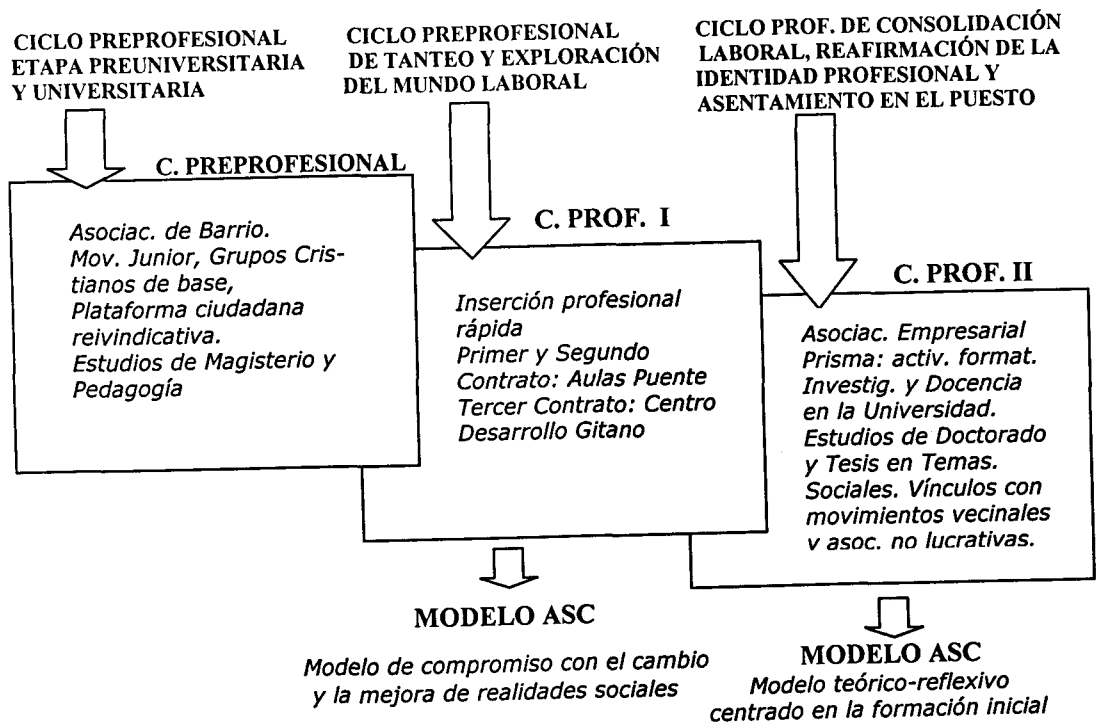 CICLO PREPROFESIONAL
ETAPA PREUNIVERSITARIA
Y UNIVERSITARIA
CICLO PREPROFESIONAL
DE TANTEO Y EXPLORACIÓN
DEL MUNDO LABORAL
CICLO PROF. DE CONSOLIDACIÓN
LABORAL, REAFIRMACIÓN DE LA
IDENTIDAD PROFESIONAL Y
ASENTAMIENTO EN EL PUESTO
C. PREPROFESIONAL
Asociac. de Barrio.
Mov. Junior, Grupos Cris-
tianos de base,
Plataforma ciudadana
reivindicativa.
Estudios de Magisterio y
Pedagogía
C. PROF. I
Inserción profesional
rápida
Primer y Segundo
Contrato: Aulas Puente
Tercer Contrato: Centro
Desarrollo Gitano
C. PROF. II
Asociac. Empresarial
Prisma: activ. format.
Investig. y Docencia
en la Universidad.
Estudios de Doctorado
y Tesis en Temas.
Sociales. Vínculos con
movimientos vecinales
y asoc. no lucrativas.
MODELO ASC
Modelo de compromiso con el cambio
y la mejora de realidades sociales
MODELO ASC
Modelo teórico-reflexivo
centrado en la formación inicial